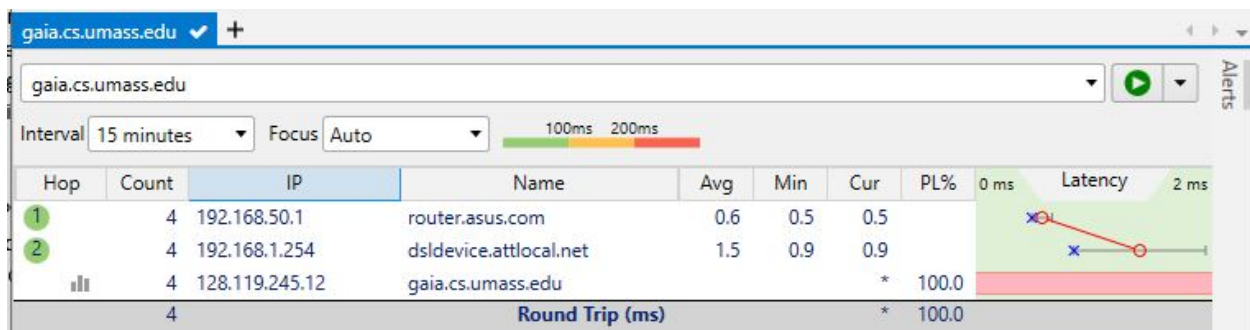 gaia.cs.umass.edu
gaia.cs.umass.edu
Alerts
Interval 15 minutes Focus Auto 100ms 200ms
Hop Count IP Name Avg Min Cur PL% 0 ms Latency 2 ms
1 4 192.168.50.1 router.asus.com 0.6 0.5 0.5
2 4 192.168.1.254 dsldevice.attlocal.net 1.5 0.9 0.9
4 128.119.245.12 gaia.cs.umass.edu * 100.0
4 Round Trip (ms) * 100.0